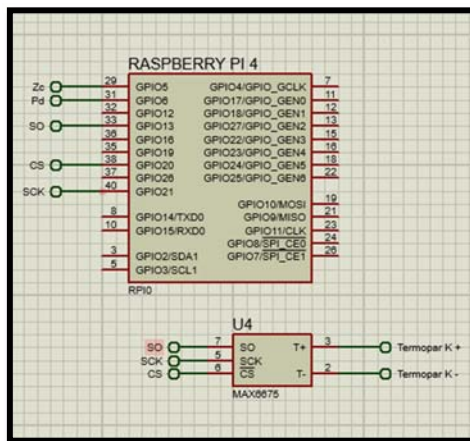 RASPBERRY PI 4
Zc 29 GPIO5 GPIO4/GPIO_GCLK 7
Pd 31 GPIO6 GPIO17/GPIO_GEN0 11
32 GPIO12 GPIO18/GPIO_GEN1 12
SO 33 GPIO13 GPIO27/GPIO_GEN2 13
36 GPIO16 GPIO22/GPIO_GEN3 15
35 GPIO19 GPIO23/GPIO_GEN4 16
CS 38 GPIO20 GPIO24/GPIO_GEN5 18
37 GPIO26 GPIO25/GPIO_GEN6 22
SCK 40 GPIO21
GPIO10/MOSI 19
8 GPIO14/TXD0 GPIO9/MISO 21
10 GPIO15/RXD0 GPIO11/CLK 23
GPIO8/SPI_CE0 24
3 GPIO2/SDA1 GPIO7/SPI_CE1 26
5 GPIO3/SCL1
RPI0
U4
SO 7 SO T+ 3 Termopar K +
SCK 5 SCK
CS 6 CS T- 2 Termopar K -
MAX6675